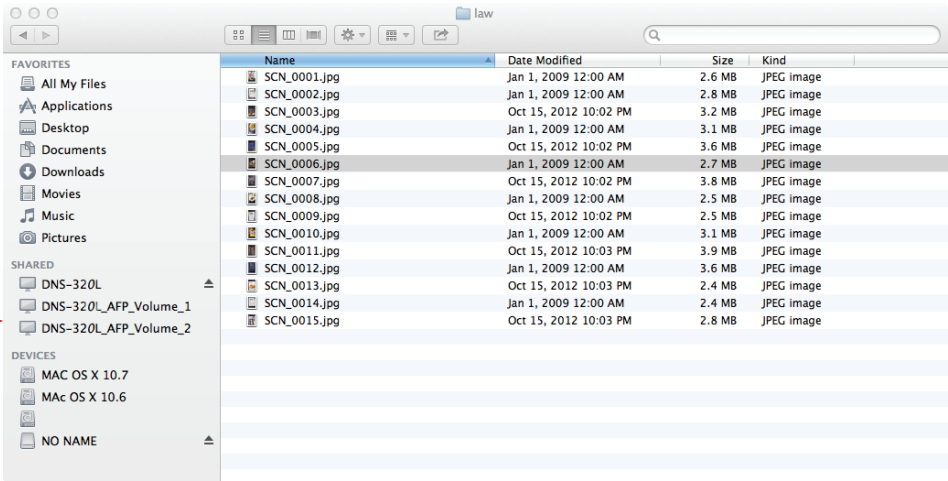 law
FAVORITES
All My Files
Applications
Desktop
Documents
Downloads
Movies
Music
Pictures
SHARED
DNS-320L
DNS-320L_AFP_Volume_1
DNS-320L_AFP_Volume_2
DEVICES
MAC OS X 10.7
MAc OS X 10.6
NO NAME
Name Date Modified Size Kind
SCN_0001.jpg Jan 1, 2009 12:00 AM 2.6 MB JPEG image
SCN_0002.jpg Jan 1, 2009 12:00 AM 2.8 MB JPEG image
SCN_0003.jpg Oct 15, 2012 10:02 PM 3.2 MB JPEG image
SCN_0004.jpg Jan 1, 2009 12:00 AM 3.1 MB JPEG image
SCN_0005.jpg Oct 15, 2012 10:02 PM 3.6 MB JPEG image
SCN_0006.jpg Jan 1, 2009 12:00 AM 2.7 MB JPEG image
SCN_0007.jpg Oct 15, 2012 10:02 PM 3.8 MB JPEG image
SCN_0008.jpg Jan 1, 2009 12:00 AM 2.5 MB JPEG image
SCN_0009.jpg Oct 15, 2012 10:02 PM 2.5 MB JPEG image
SCN_0010.jpg Jan 1, 2009 12:00 AM 3.1 MB JPEG image
SCN_0011.jpg Oct 15, 2012 10:03 PM 3.9 MB JPEG image
SCN_0012.jpg Jan 1, 2009 12:00 AM 3.6 MB JPEG image
SCN_0013.jpg Oct 15, 2012 10:03 PM 2.4 MB JPEG image
SCN_0014.jpg Jan 1, 2009 12:00 AM 2.4 MB JPEG image
SCN_0015.jpg Oct 15, 2012 10:03 PM 2.8 MB JPEG image